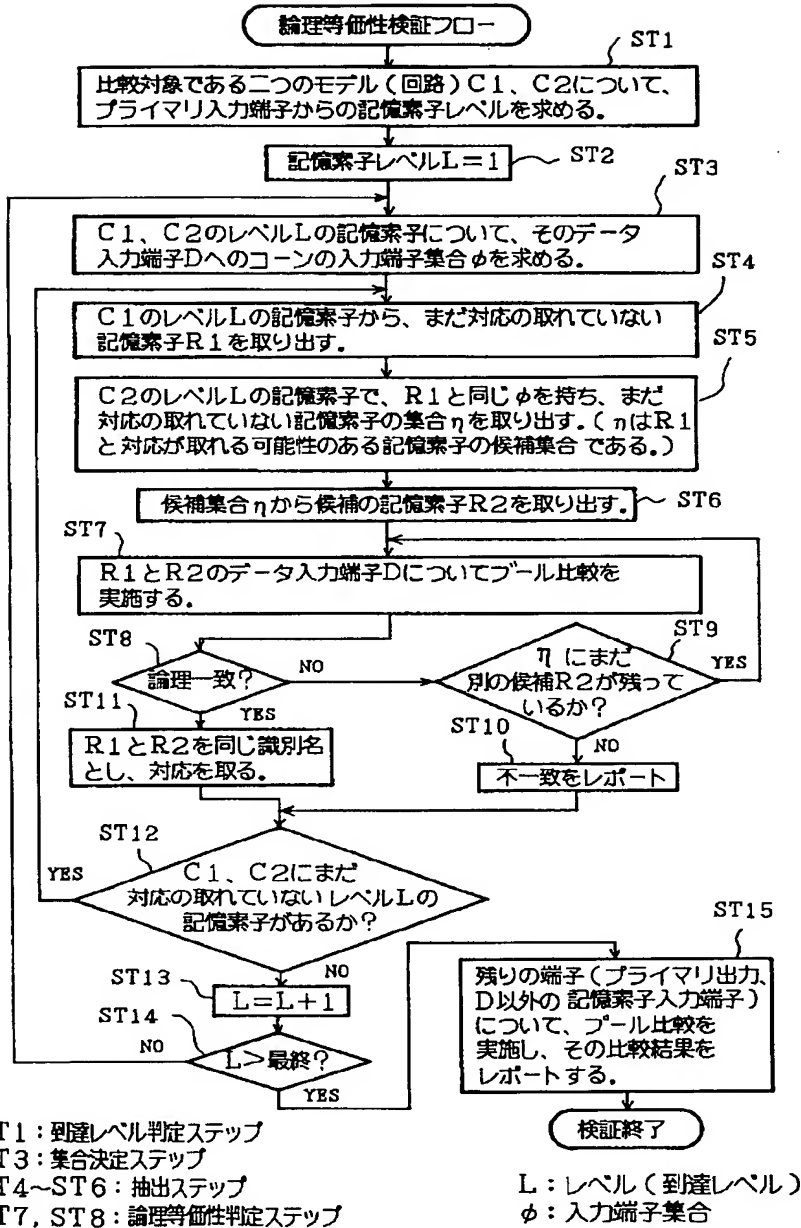 論理等価性検証フロー
ST1
比較対象である二つのモデル（回路）C1、C2について、
プライマリ入力端子からの記憶素子レベルを求める。
記憶素子レベルL＝1
ST2
ST3
C1、C2のレベルLの記憶素子について、そのデータ
入力端子Dへのコーンの入力端子集合φを求める。
ST4
C1のレベルLの記憶素子から、まだ対応の取れていない
記憶素子R1を取り出す。
ST5
C2のレベルLの記憶素子で、R1と同じφを持ち、まだ
対応の取れていない記憶素子の集合ηを取り出す。（ηはR1
と対応が取れる可能性のある記憶素子の候補集合である。）
候補集合ηから候補の記憶素子R2を取り出す。
ST6
ST7
R1とR2のデータ入力端子Dについてブール比較を
実施する。
ST8
論理一致？
NO
YES
ST9
ηにまだ
別の候補R2が残って
いるか？
YES
NO
ST11
R1とR2を同じ識別名
とし、対応を取る。
ST10
不一致をレポート
ST12
C1、C2にまだ
対応の取れていないレベルLの
記憶素子があるか？
YES
NO
ST13
L＝L＋1
ST14
L＞最終？
NO
YES
ST15
残りの端子（プライマリ出力、
D以外の記憶素子入力端子）
について、ブール比較を
実施し、その比較結果を
レポートする。
検証終了
T1：到達レベル判定ステップ
T3：集合決定ステップ
T4～ST6：抽出ステップ
T7，ST8：論理等価性判定ステップ
L：レベル（到達レベル）
φ：入力端子集合